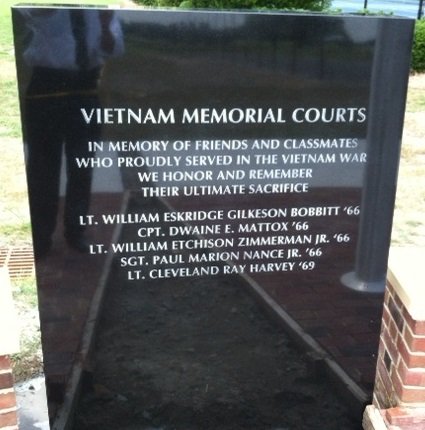 VIETNAM MEMORIAL COURTS
IN MEMORY OF FRIENDS AND CLASSMATES
WHO PROUDLY SERVED IN THE VIETNAM WAR
WE HONOR AND REMEMBER
THEIR ULTIMATE SACRIFICE
LT. WILLIAM ESKRIDGE GILKESON BOBBITT '66
CPT. DWAINE E. MATTOX '66
LT. WILLIAM ETCHISON ZIMMERMAN JR. '66
SGT. PAUL MARION NANCE JR. '66
LT. CLEVELAND RAY HARVEY '69